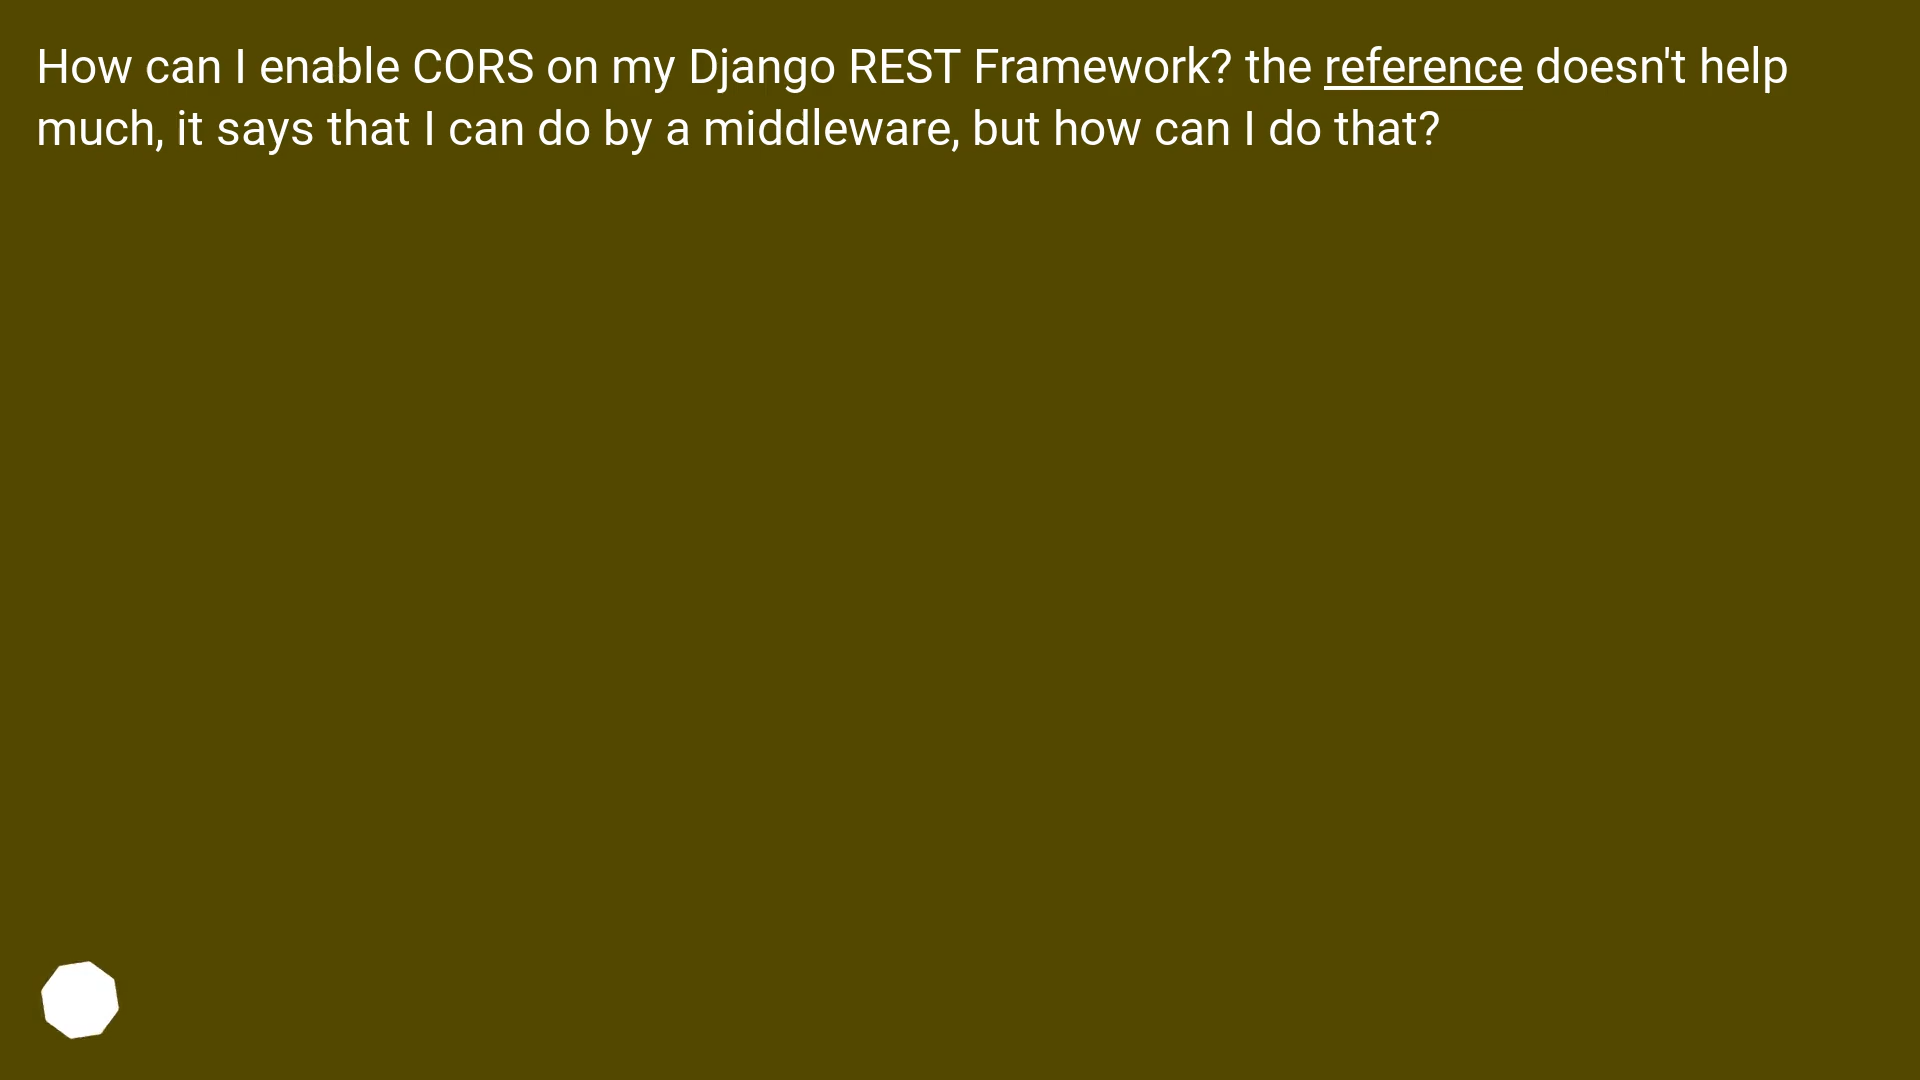 How can I enable CORS on my Django REST Framework? the reference doesn't help
much, it says that I can do by a middleware, but how can I do that?